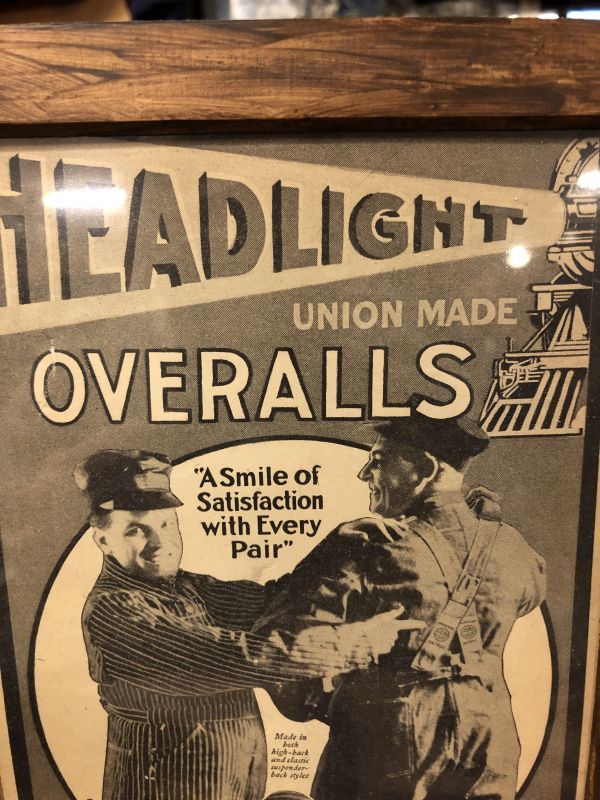 HEADLIGHT
UNION MADE
OVERALLS
"A Smile of
Satisfaction
with Every
Pair"
Made in
both
high-back
and elastic
suspender-
back styles